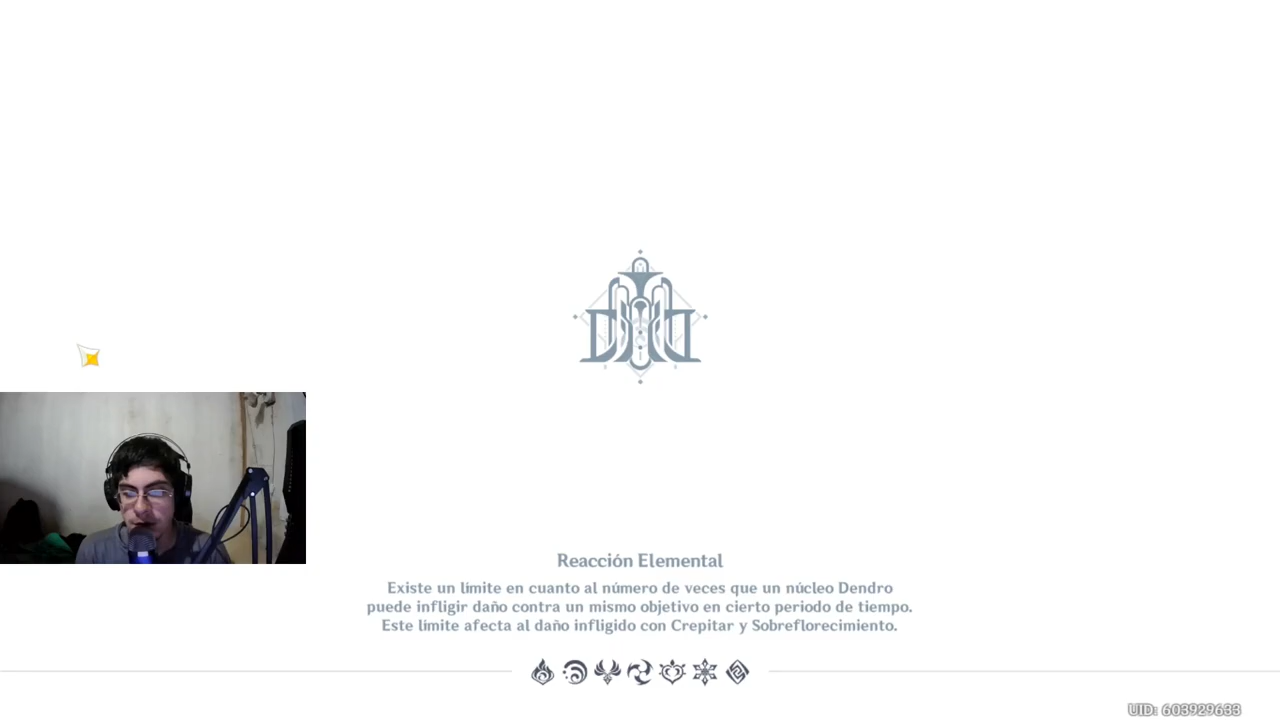 Reacción Elemental
Existe un límite en cuanto al número de veces que un núcleo Dendro
puede infligir daño contra un mismo objetivo en cierto periodo de tiempo.
Este límite afecta al daño infligido con Crepitar y Sobreflorecimiento.
UID: 603929633